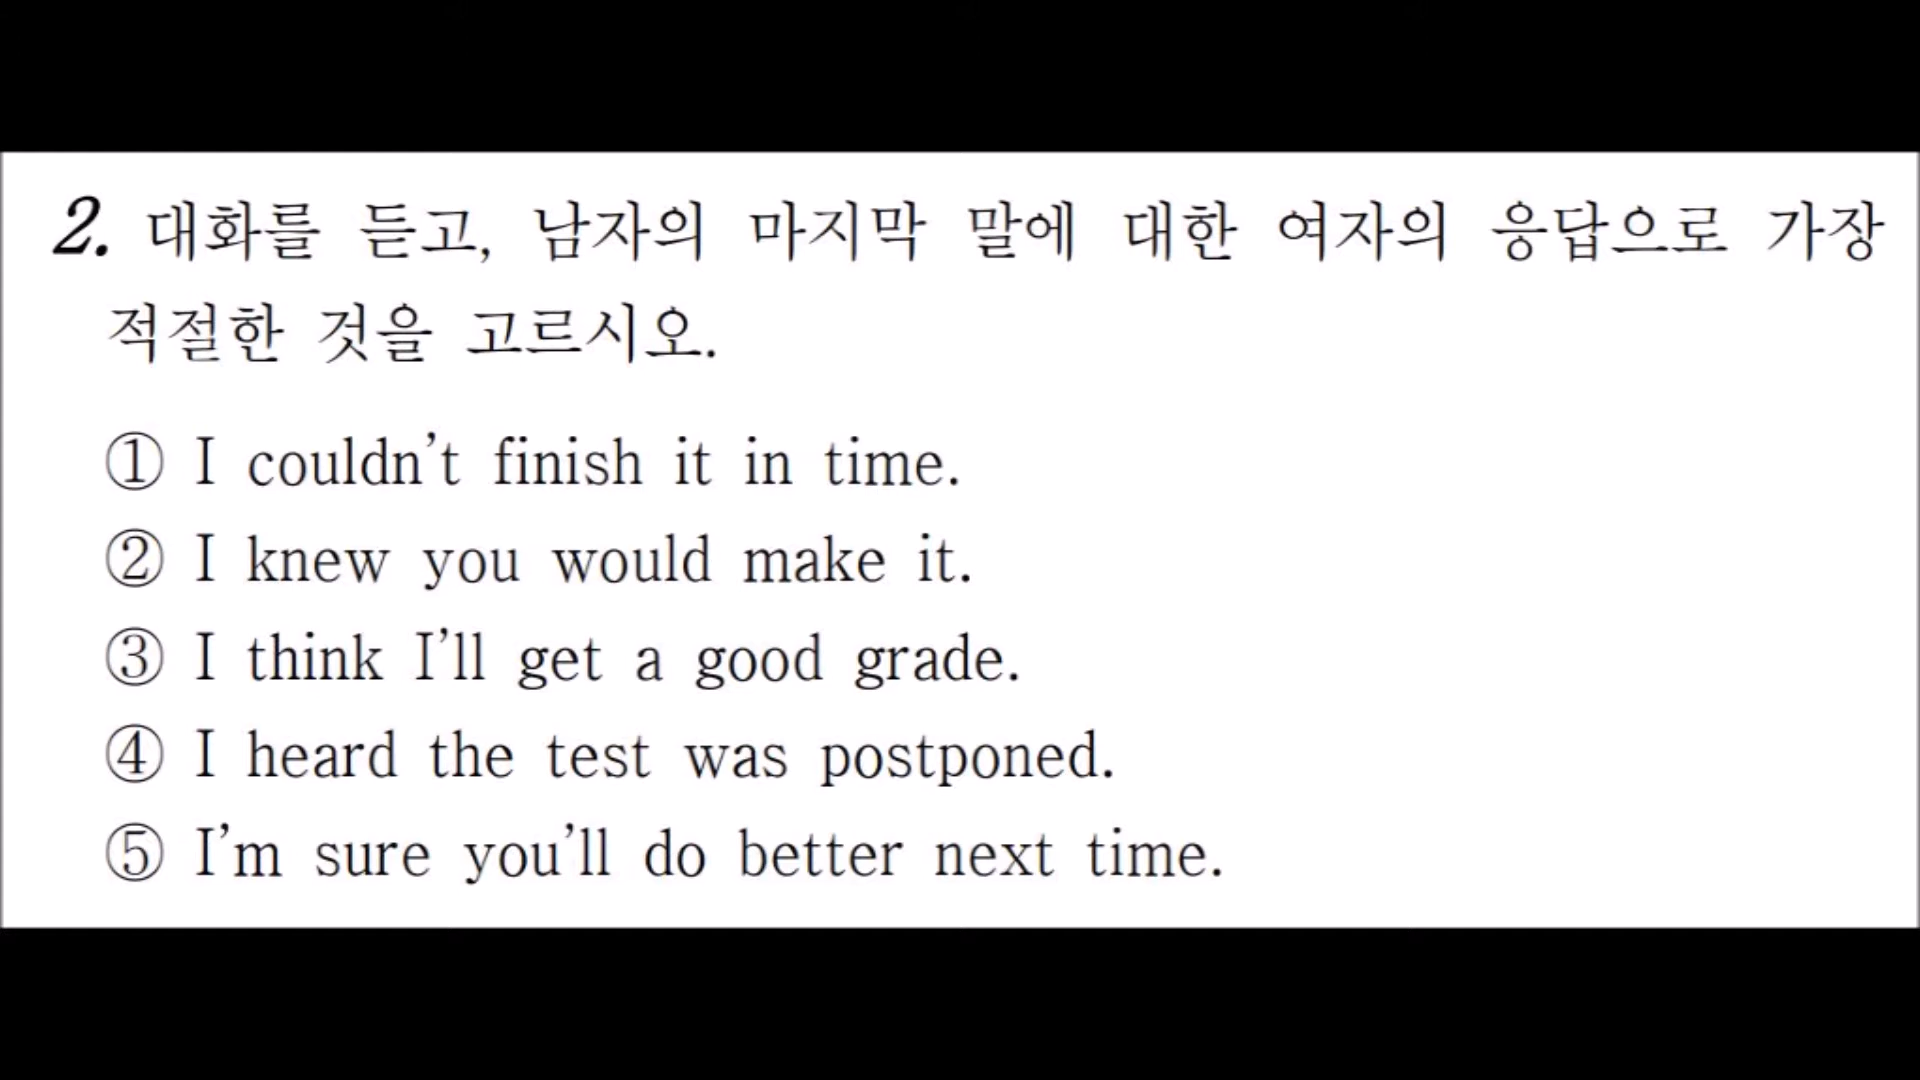 2. 대화를 듣고, 남자의 마지막 말에 대한 여자의 응답으로 가장
적절한 것을 고르시오.
① I couldn’t finish it in time.
② I knew you would make it.
③ I think I’ll get a good grade.
④ I heard the test was postponed.
⑤ I’m sure you’ll do better next time.